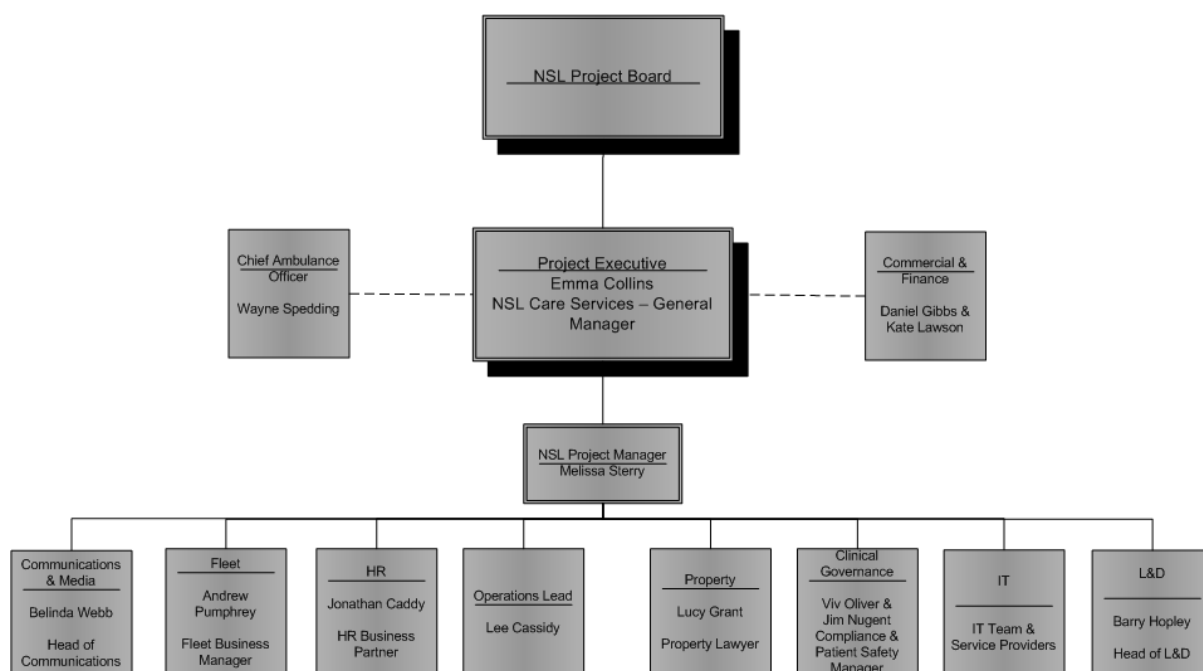 NSL Project Board
Chief Ambulance
Officer
Wayne Spedding
Project Executive
Emma Collins
NSL Care Services – General
Manager
Commercial &
Finance
Daniel Gibbs &
Kate Lawson
NSL Project Manager
Melissa Sterry
Communications
& Media
Belinda Webb
Head of
Communications
Fleet
Andrew
Pumphrey
Fleet Business
Manager
HR
Jonathan Caddy
HR Business
Partner
Operations Lead
Lee Cassidy
Property
Lucy Grant
Property Lawyer
Clinical
Governance
Viv Oliver &
Jim Nugent
Compliance &
Patient Safety
Manager
IT
IT Team &
Service Providers
L&D
Barry Hopley
Head of L&D